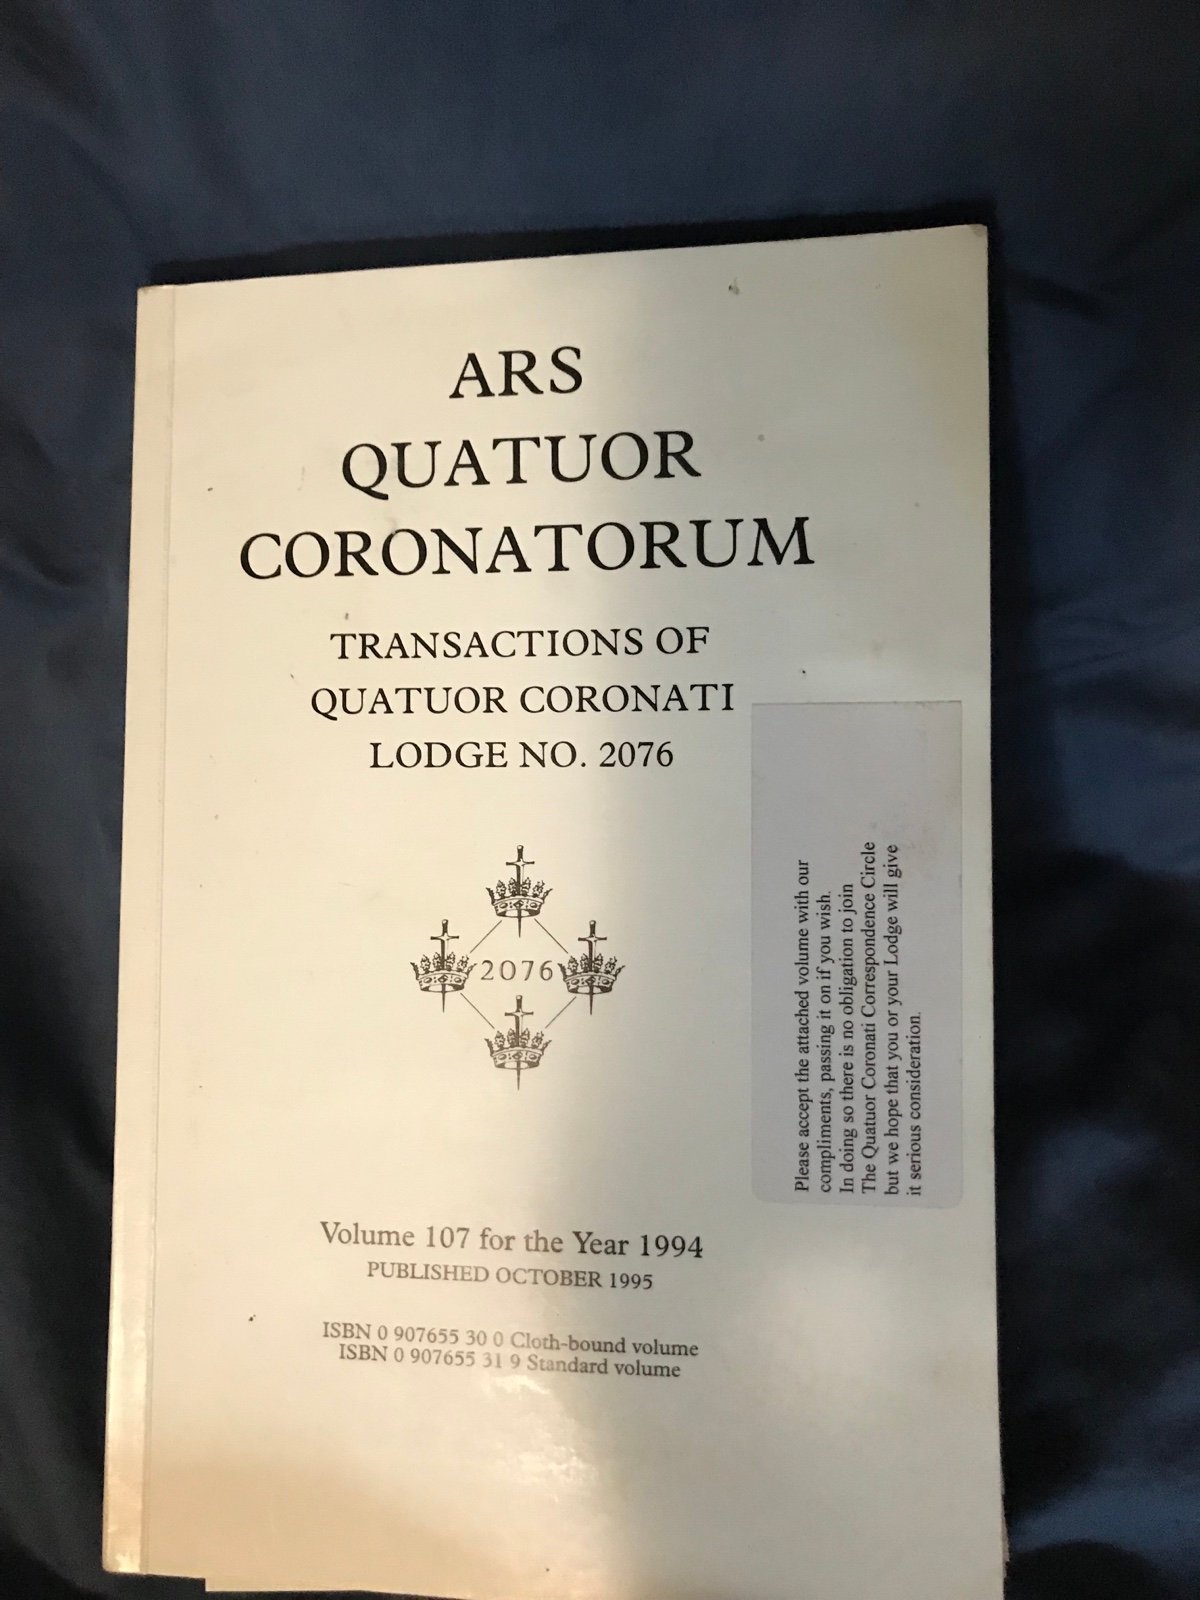 ARS
QUATUOR
CORONATORUM
TRANSACTIONS OF
QUATUOR CORONATI
LODGE NO. 2076
2076
Volume 107 for the Year 1994
PUBLISHED OCTOBER 1995
ISBN 0 907655 30 0 Cloth-bound volume
ISBN 0 907655 31 9 Standard volume
Please accept the attached volume with our
compliments, passing it on if you wish.
In doing so there is no obligation to join
The Quatuor Coronati Correspondence Circle
but we hope that you or your Lodge will give
it serious consideration.